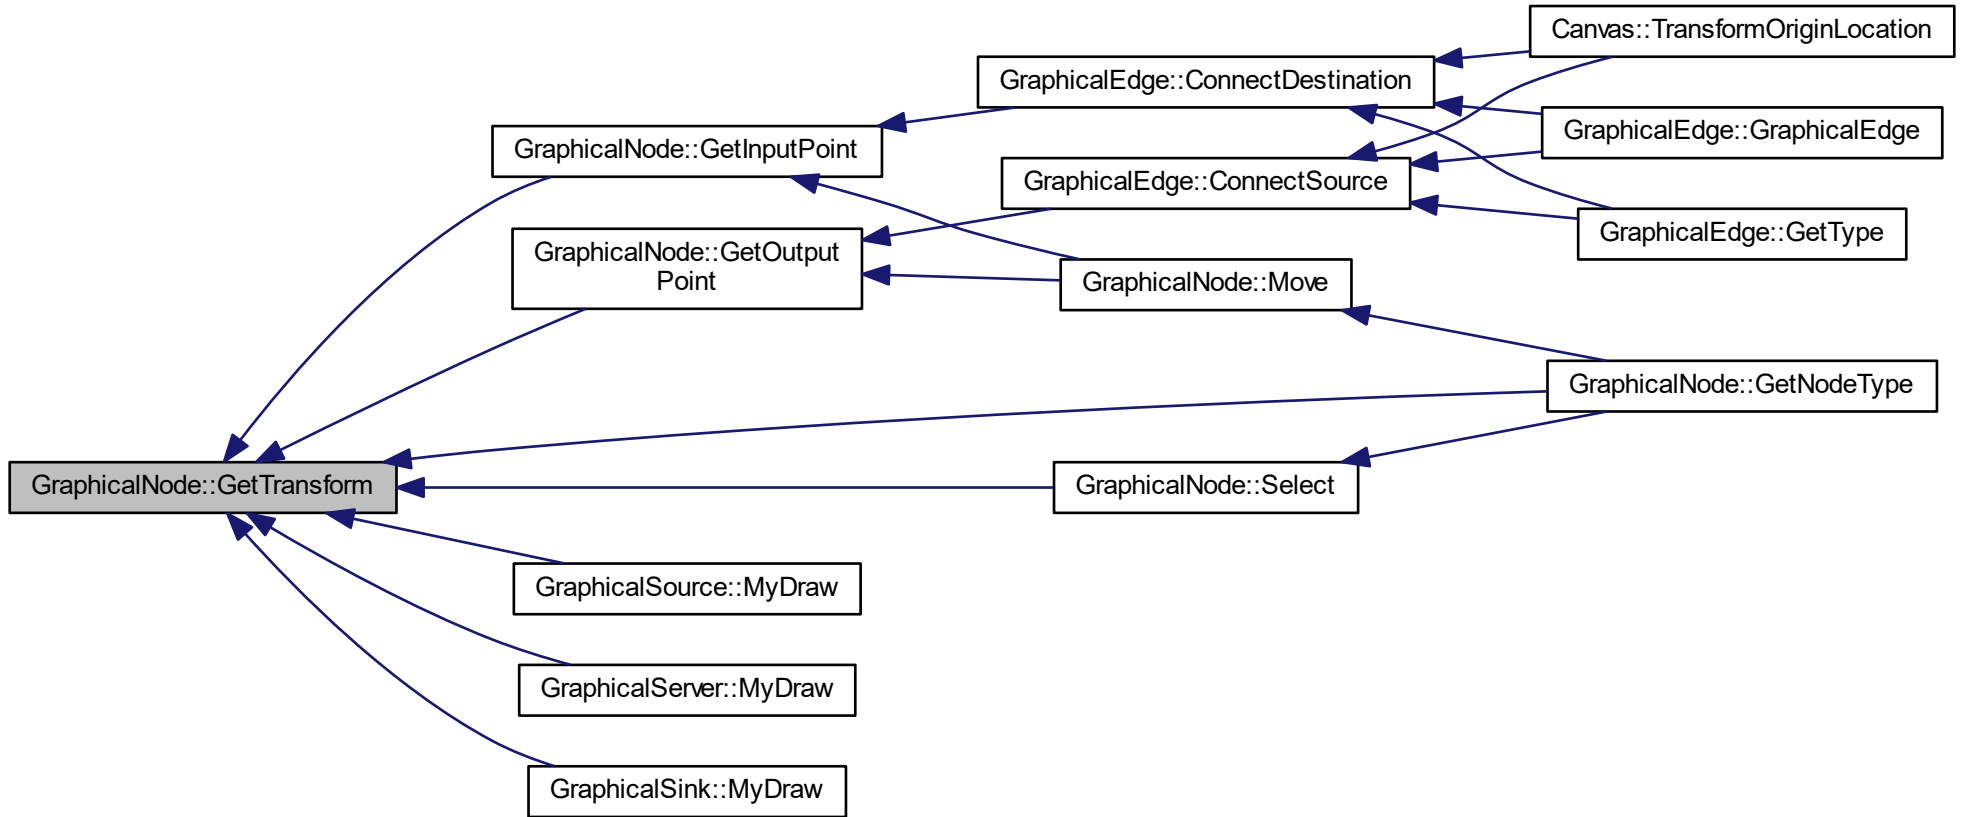 Canvas::TransformOriginLocation
GraphicalEdge::ConnectDestination
GraphicalEdge::GraphicalEdge
GraphicalNode::GetInputPoint
GraphicalEdge::ConnectSource
GraphicalEdge::GetType
GraphicalNode::GetOutput
Point
GraphicalNode::Move
GraphicalNode::GetNodeType
GraphicalNode::GetTransform
GraphicalNode::Select
GraphicalSource::MyDraw
GraphicalServer::MyDraw
GraphicalSink::MyDraw